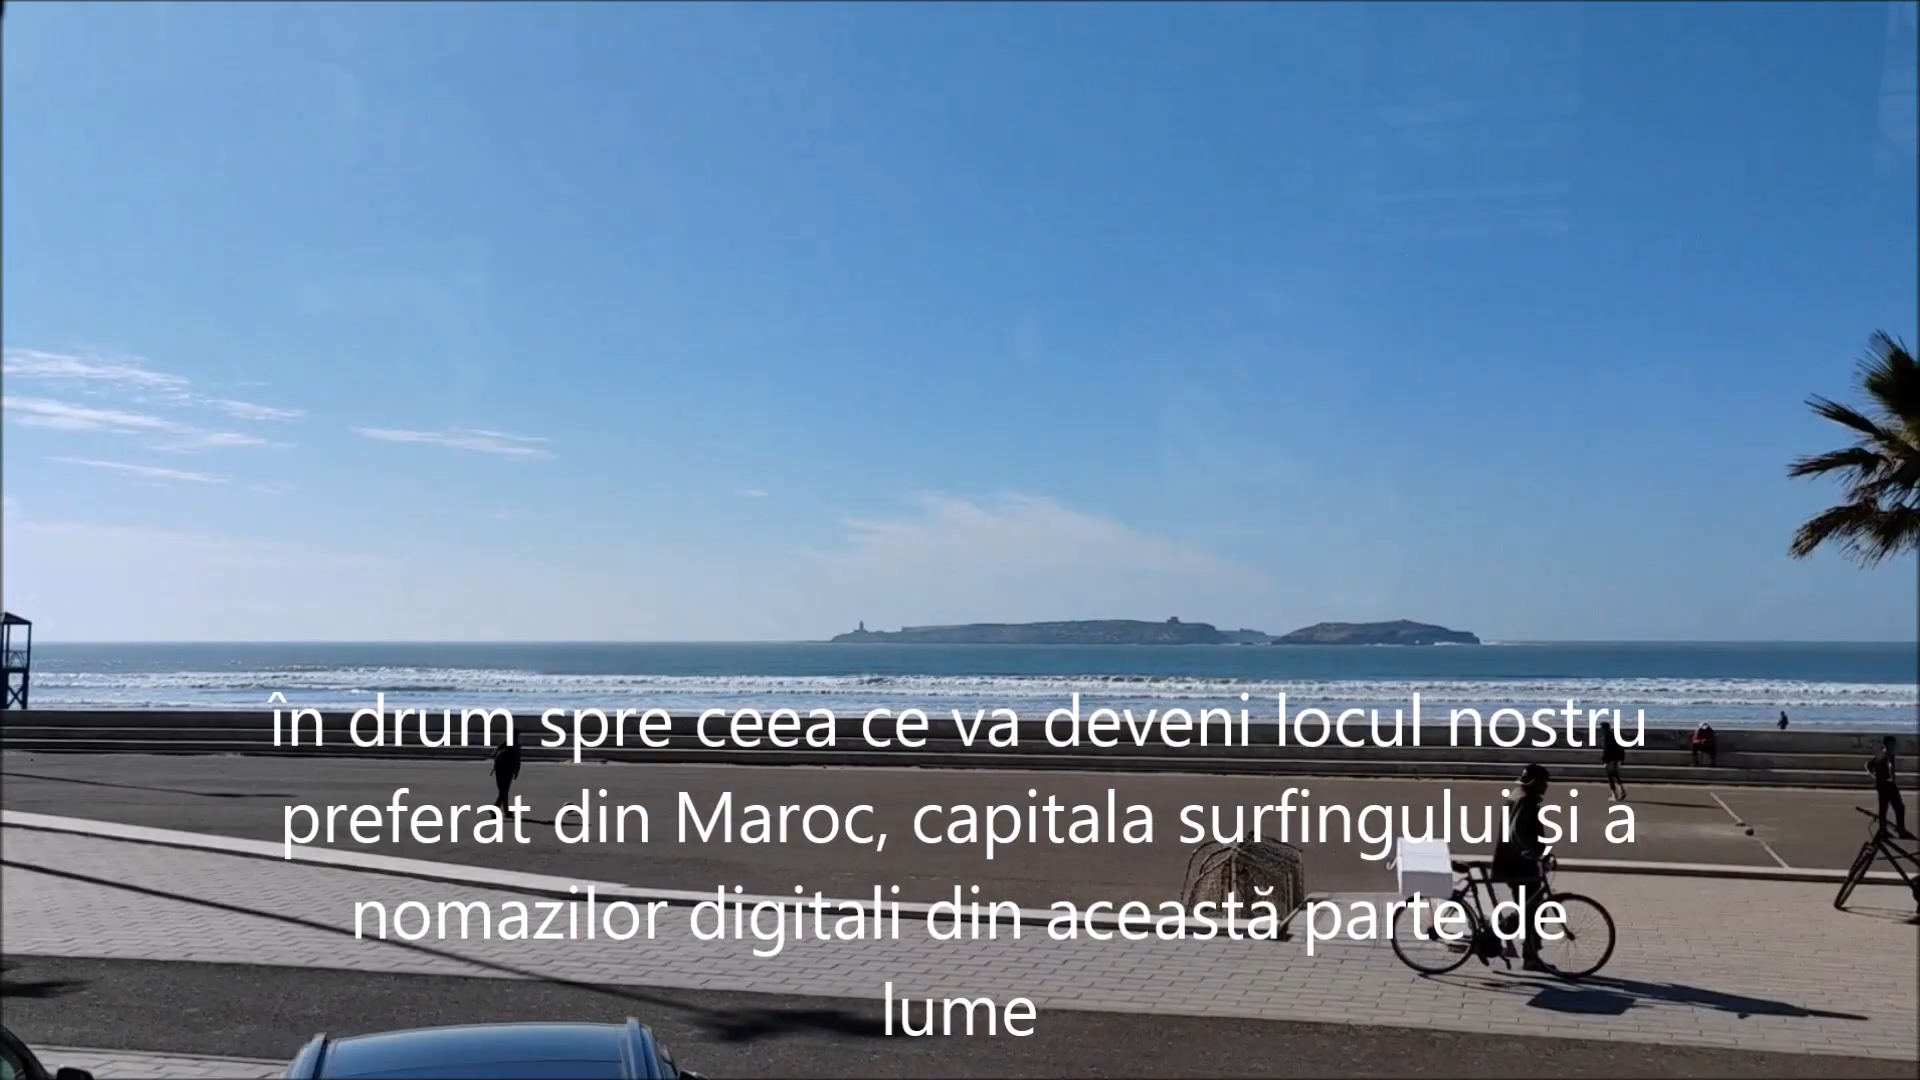 în drum spre ceea ce va deveni locul nostru
preferat din Maroc, capitala surfingului și a
nomazilor digitali din această parte de
lume